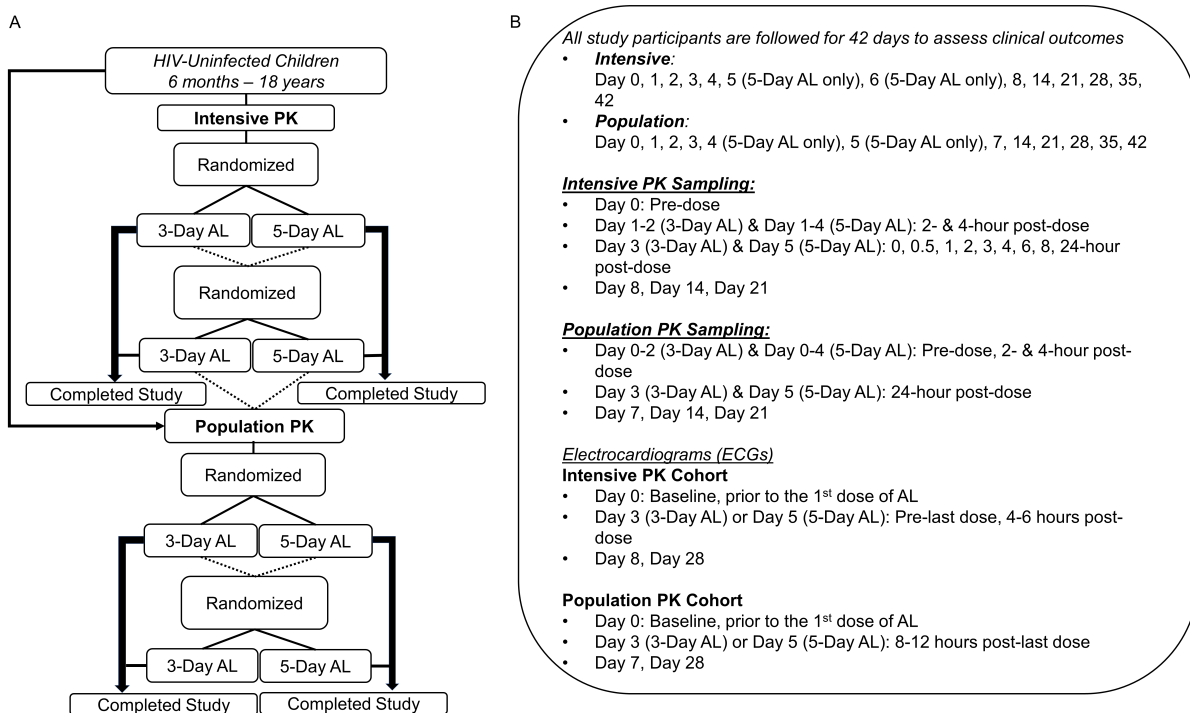 A
HIV-Uninfected Children
6 months – 18 years
Intensive PK
Randomized
3-Day AL
5-Day AL
Randomized
3-Day AL
5-Day AL
Completed Study
Completed Study
Population PK
Randomized
3-Day AL
5-Day AL
Randomized
3-Day AL
5-Day AL
Completed Study
Completed Study
B
All study participants are followed for 42 days to assess clinical outcomes
• Intensive:
Day 0, 1, 2, 3, 4, 5 (5-Day AL only), 6 (5-Day AL only), 8, 14, 21, 28, 35,
42
• Population:
Day 0, 1, 2, 3, 4 (5-Day AL only), 5 (5-Day AL only), 7, 14, 21, 28, 35, 42
Intensive PK Sampling:
• Day 0: Pre-dose
• Day 1-2 (3-Day AL) & Day 1-4 (5-Day AL): 2- & 4-hour post-dose
• Day 3 (3-Day AL) & Day 5 (5-Day AL): 0, 0.5, 1, 2, 3, 4, 6, 8, 24-hour
post-dose
• Day 8, Day 14, Day 21
Population PK Sampling:
• Day 0-2 (3-Day AL) & Day 0-4 (5-Day AL): Pre-dose, 2- & 4-hour post-
dose
• Day 3 (3-Day AL) & Day 5 (5-Day AL): 24-hour post-dose
• Day 7, Day 14, Day 21
Electrocardiograms (ECGs)
Intensive PK Cohort
• Day 0: Baseline, prior to the 1st dose of AL
• Day 3 (3-Day AL) or Day 5 (5-Day AL): Pre-last dose, 4-6 hours post-
dose
• Day 8, Day 28
Population PK Cohort
• Day 0: Baseline, prior to the 1st dose of AL
• Day 3 (3-Day AL) or Day 5 (5-Day AL): 8-12 hours post-last dose
• Day 7, Day 28